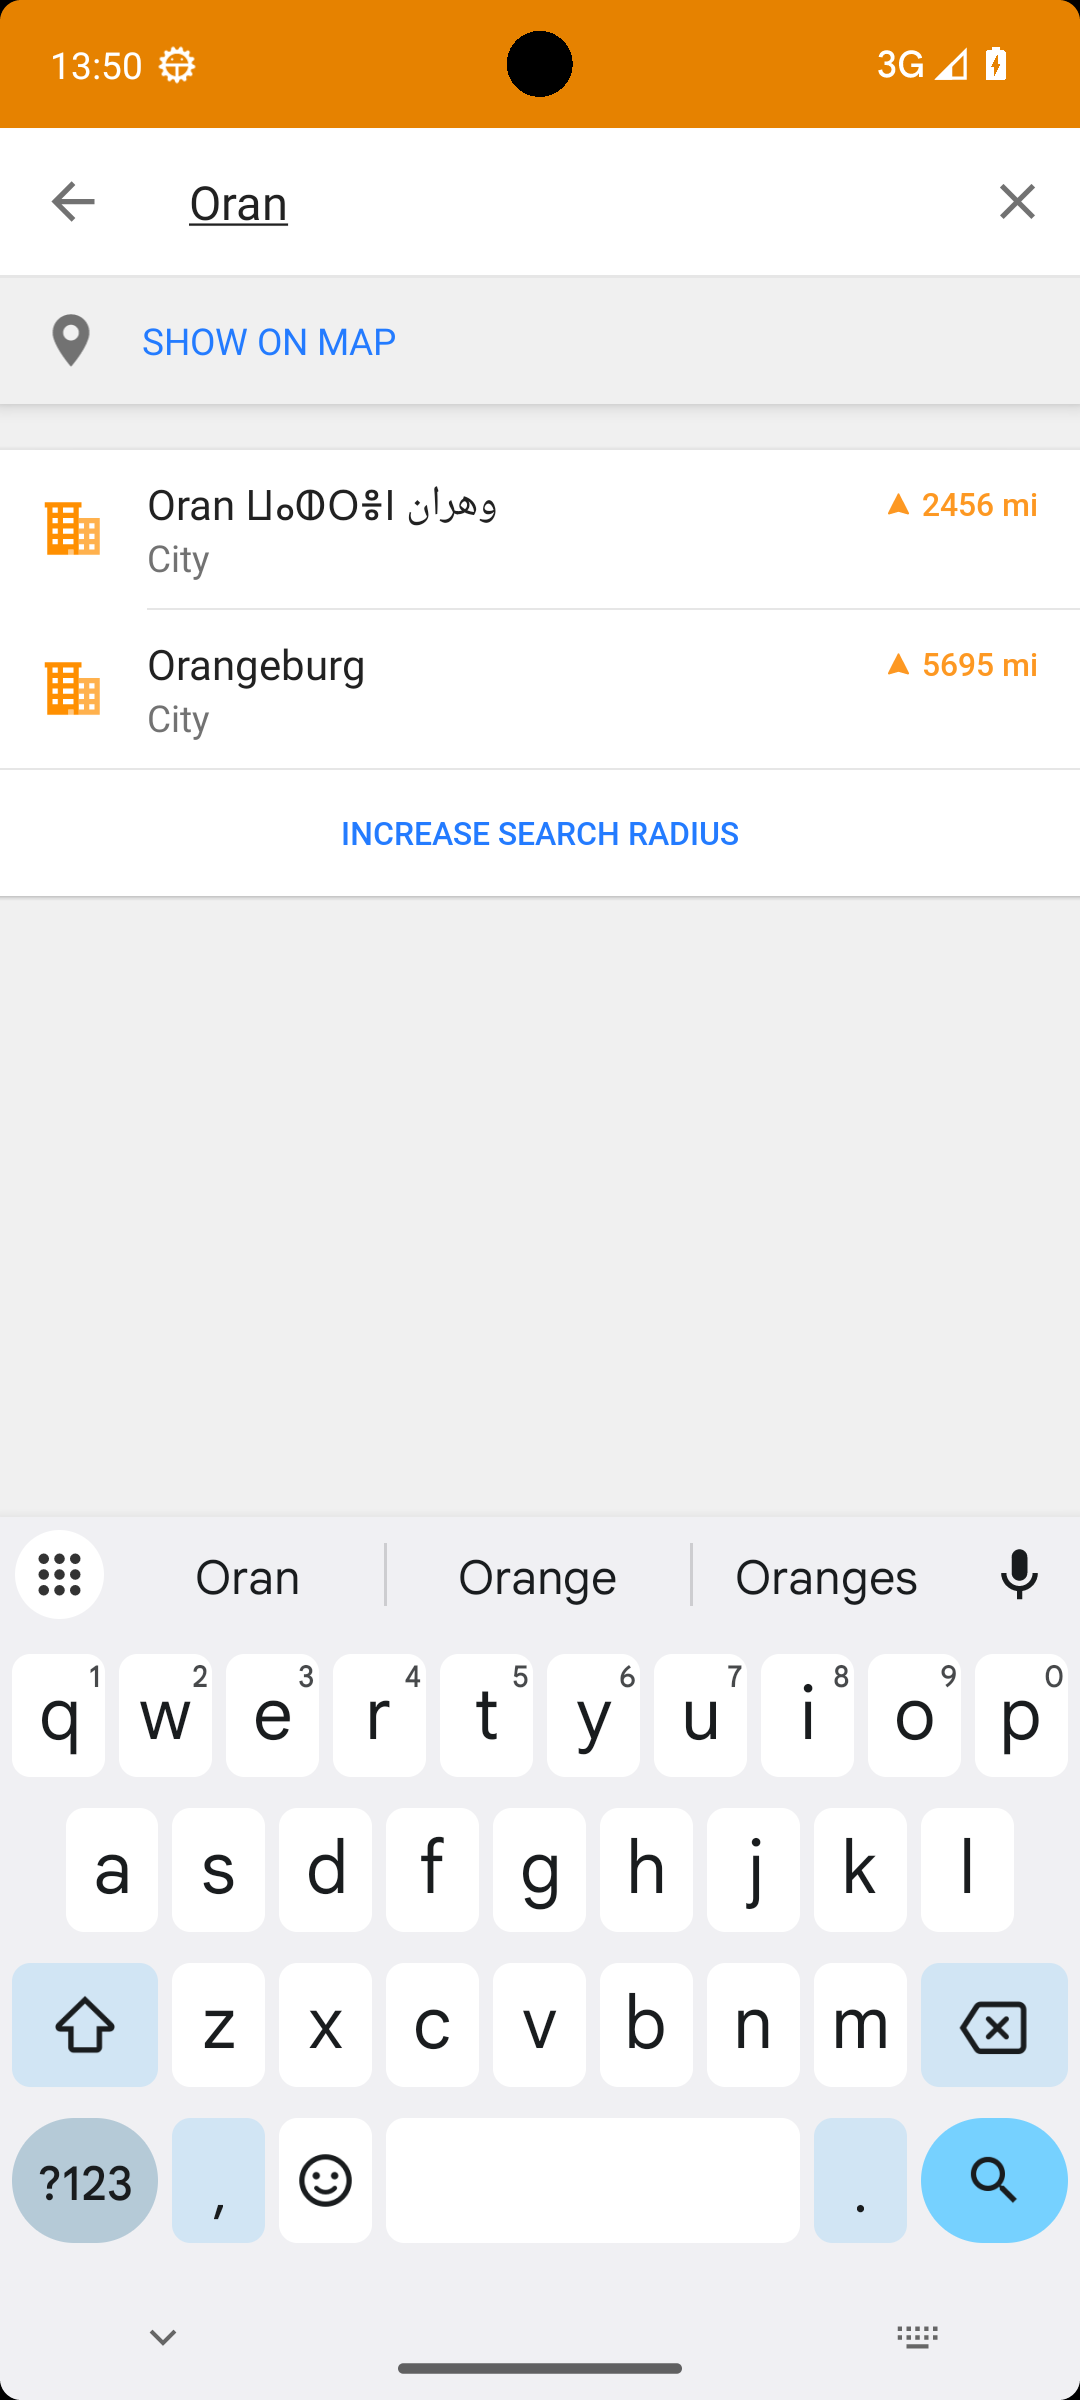 13:50
3G
Oran
SHOW ON MAP
Oran ⵡⴰⵀⵔⴻⵏ وهران
2456 mi
City
Orangeburg
5695 mi
City
INCREASE SEARCH RADIUS
Oran Orange Oranges
q1 w2 e3 r4 t5 y6 u7 i8 o9 p0
a s d f g h j k l
z x c v b n m
?123 , .